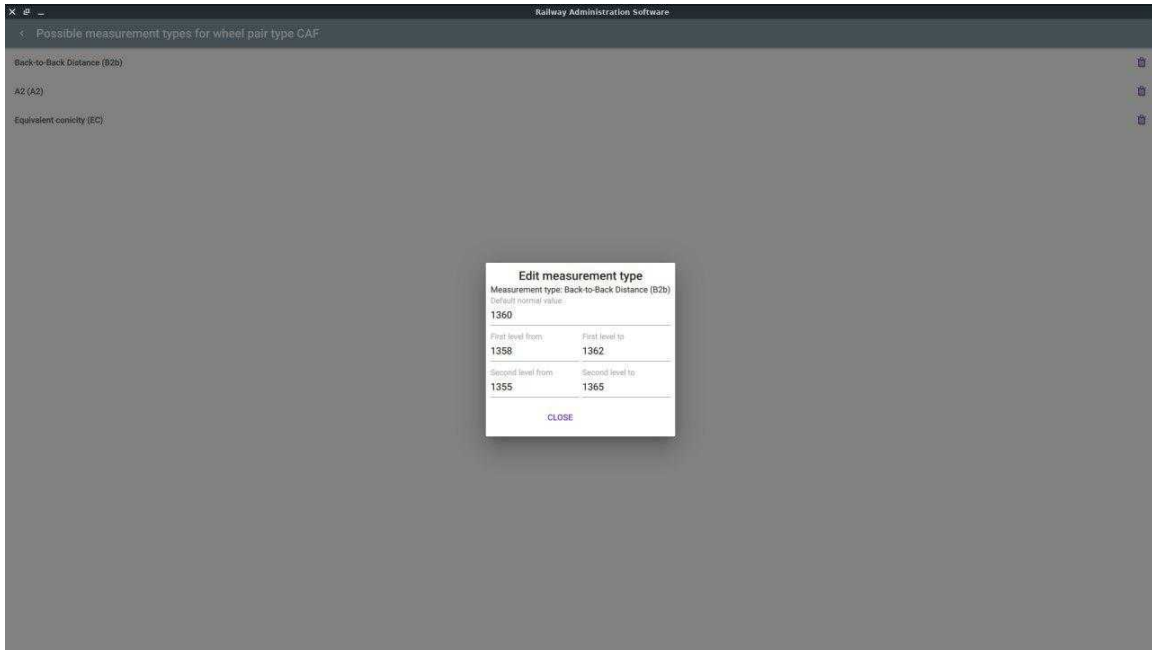 Railway Administration Software
Possible measurement types for wheel pair type CAF
Back-to-Back Distance (B2b)
A2 (A2)
Equivalent conicity (EC)
Edit measurement type
Measurement type: Back-to-Back Distance (B2b)
Default normal value
1360
First level from First level to
1358 1362
Second level from Second level to
1355 1365
CLOSE